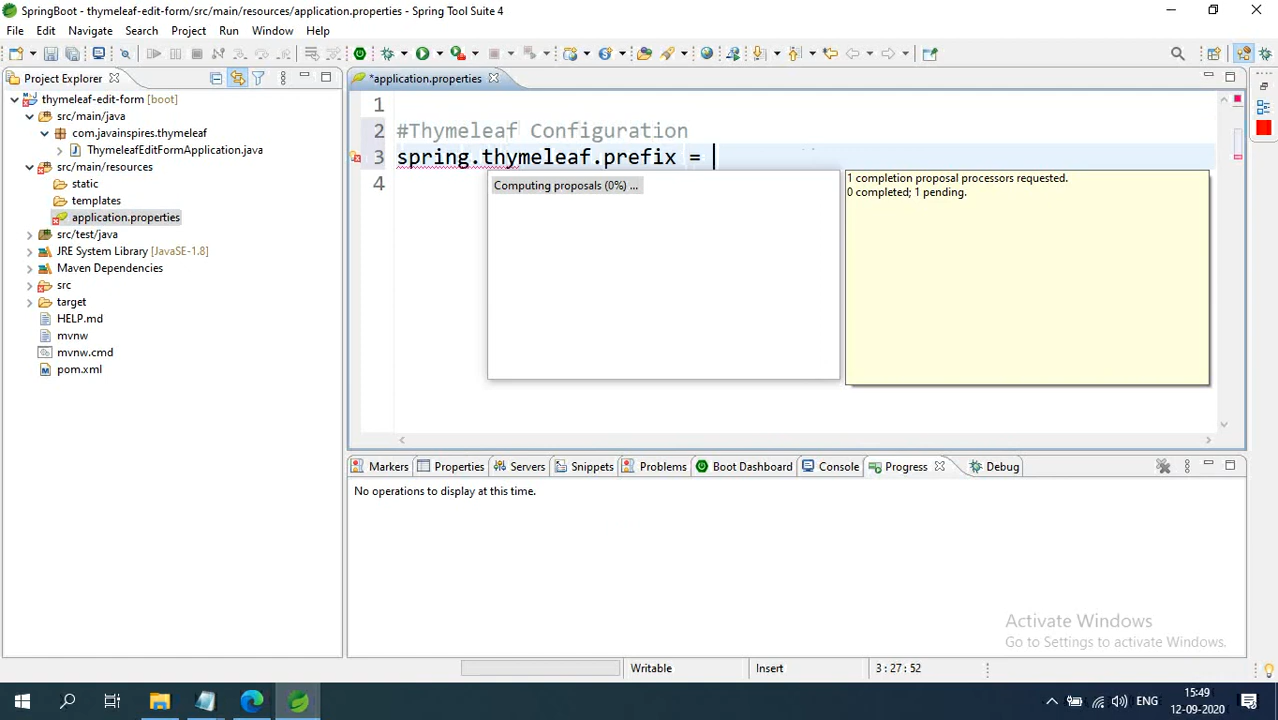 SpringBoot - thymeleaf-edit-form/src/main/resources/application.properties - Spring Tool Suite 4
File Edit Navigate Search Project Run Window Help
Project Explorer
*application.properties
thymeleaf-edit-form [boot]
src/main/java
com.javainspires.thymeleaf
ThymeleafEditFormApplication.java
src/main/resources
static
templates
application.properties
src/test/java
JRE System Library [JavaSE-1.8]
Maven Dependencies
src
target
HELP.md
mvnw
mvnw.cmd
pom.xml
1
2 #Thymeleaf Configuration
3 spring.thymeleaf.prefix =
4
Computing proposals (0%) ...
1 completion proposal processors requested.
0 completed; 1 pending.
Markers Properties Servers Snippets Problems Boot Dashboard Console Progress Debug
No operations to display at this time.
Activate Windows
Go to Settings to activate Windows.
Writable Insert 3 : 27 : 52
ENG
15:49
12-09-2020